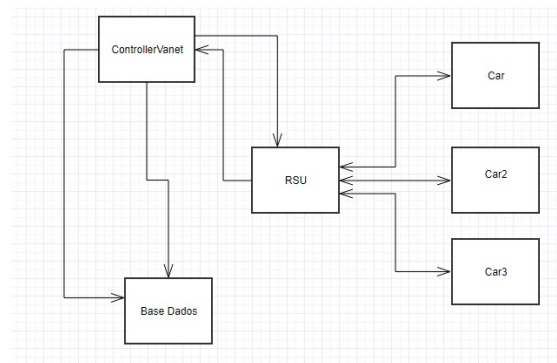 ControllerVanet
Car
RSU
Car2
Car3
Base Dados